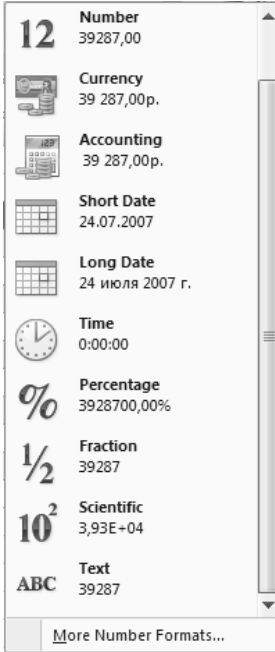 12
Number
39287,00
Currency
39 287,00р.
Accounting
39 287,00р.
Short Date
24.07.2007
Long Date
24 июля 2007 г.
Time
0:00:00
%
Percentage
3928700,00%
½
Fraction
39287
10²
Scientific
3,93E+04
ABC
Text
39287
More Number Formats...